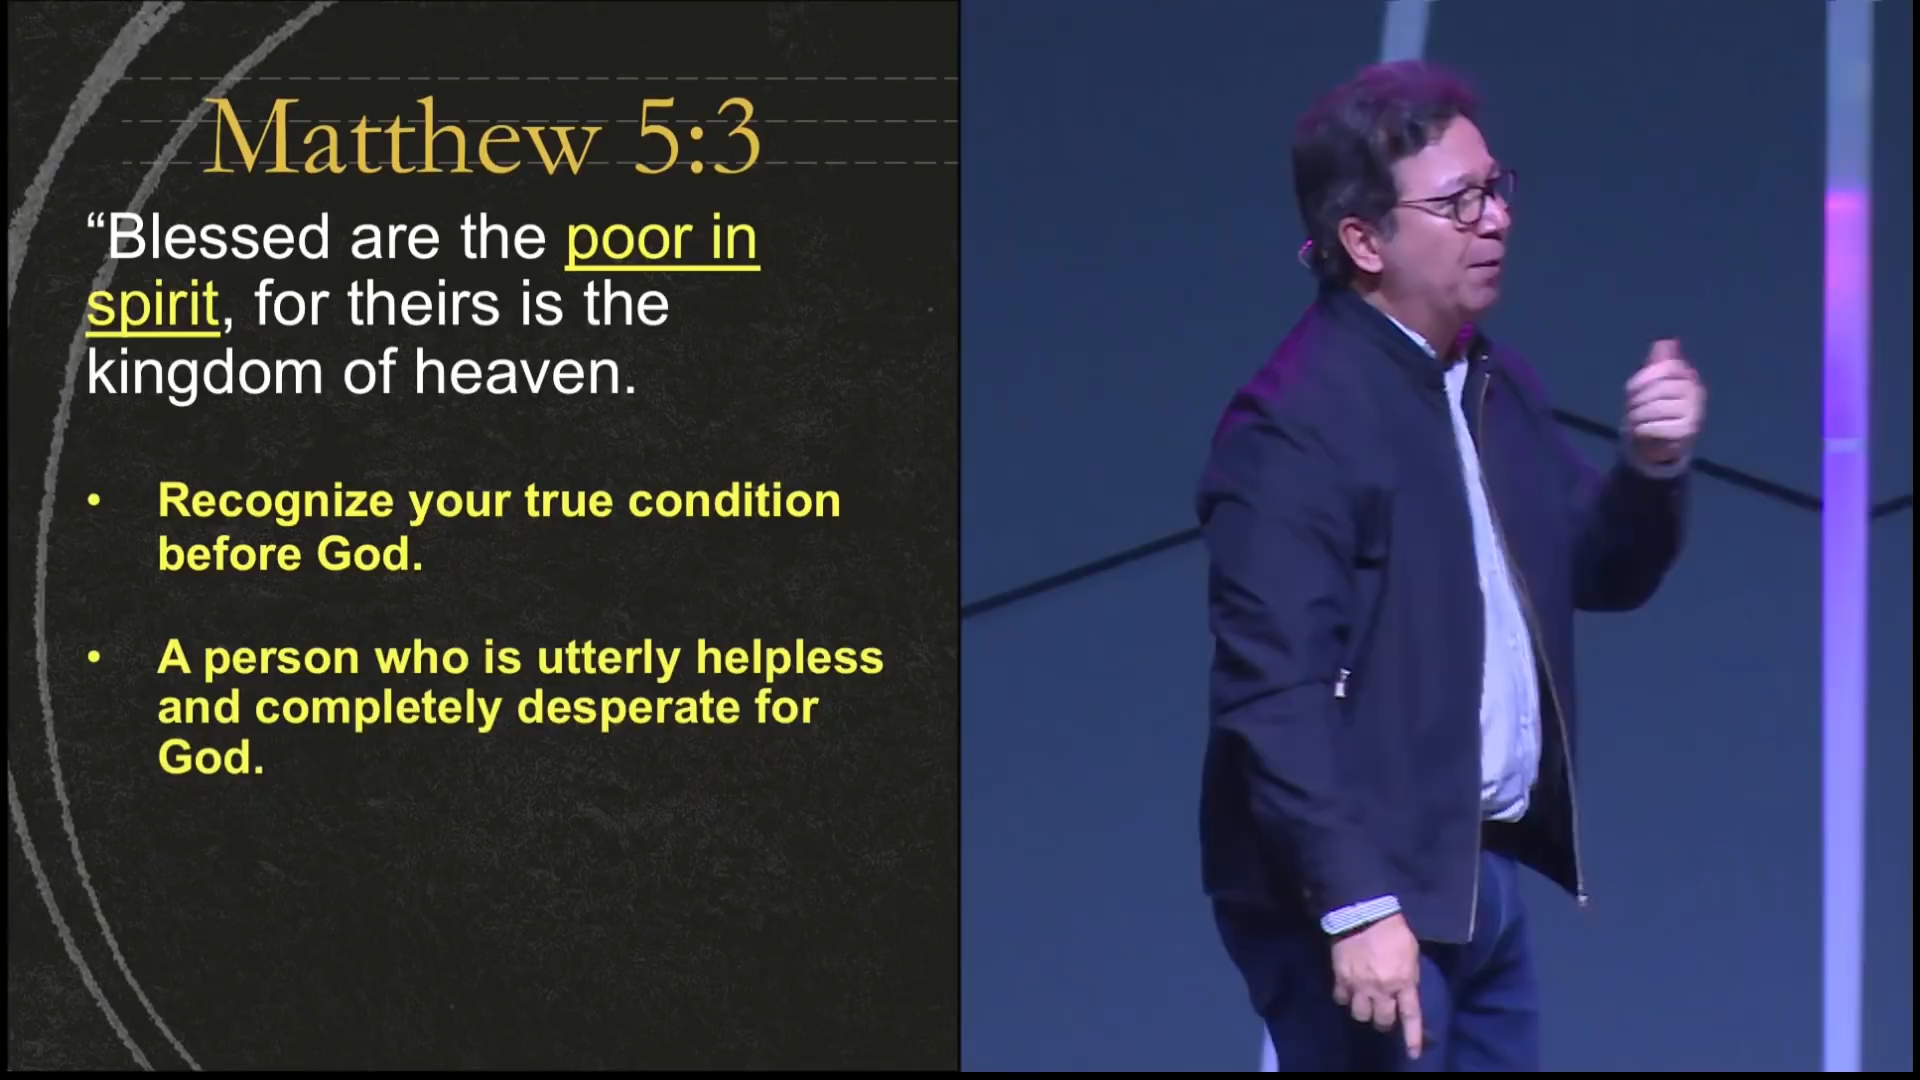 Matthew 5:3
“Blessed are the poor in
spirit, for theirs is the
kingdom of heaven.
• Recognize your true condition
before God.
• A person who is utterly helpless
and completely desperate for
God.